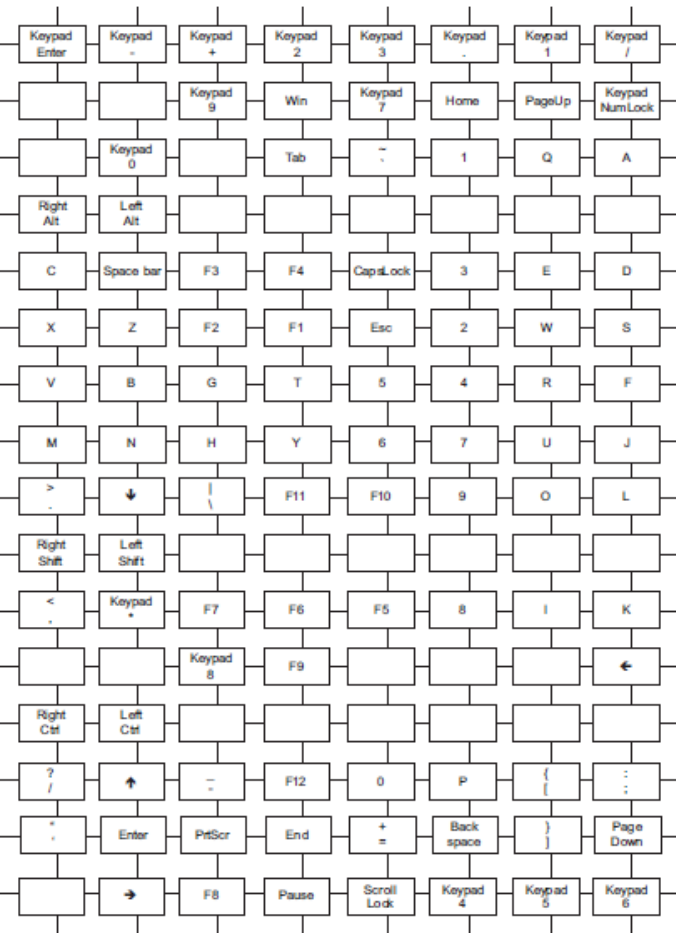 Keypad Enter Keypad - Keypad + Keypad 2 Keypad 3 Keypad . Keypad 1 Keypad /
Keypad 9 Win Keypad 7 Home PageUp Keypad NumLock
Keypad 0 Tab ~ ` 1 Q A
Right Alt Left Alt
C Space bar F3 F4 CapsLock 3 E D
X Z F2 F1 Esc 2 W S
V B G T 5 4 R F
M N H Y 6 7 U J
> . ↓ | \ F11 F10 9 O L
Right Shift Left Shift
< , Keypad * F7 F6 F5 8 I K
Keypad 8 F9 ←
Right Ctrl Left Ctrl
? / ↑ _ - F12 0 P { [ : ;
" ' Enter PrtScr End + = Back space } ] Page Down
→ F8 Pause Scroll Lock Keypad 4 Keypad 5 Keypad 6